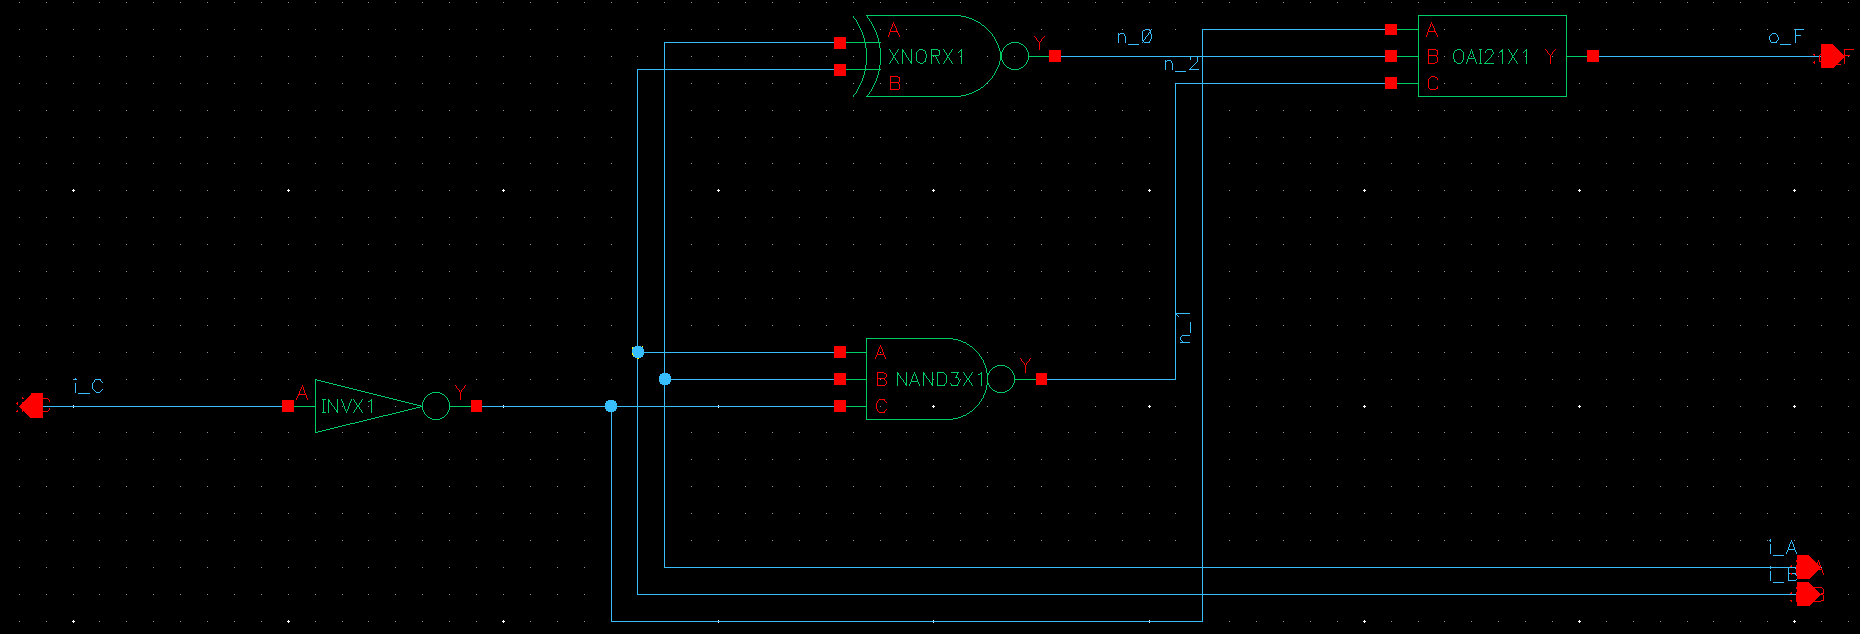 A
XNORX1
B
Y
n_0
n_2
A
B
C
OAI21X1
Y
o_F
n_1
A
B
C
NAND3X1
Y
i_C
A
INVX1
Y
i_A
i_B